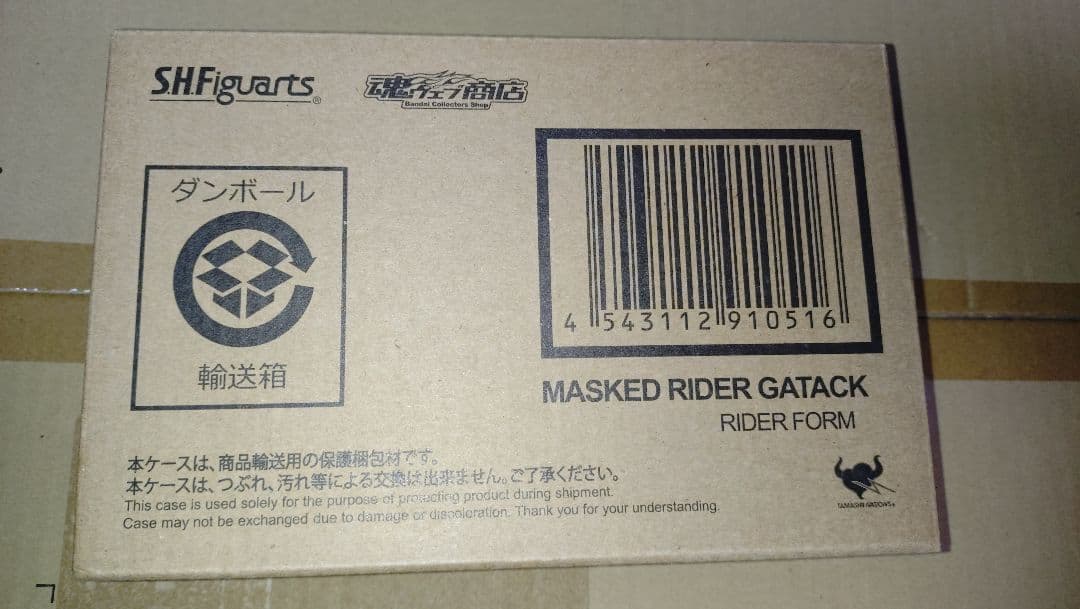 S.H.Figuarts®
魂ウェブ商店
Bandai Collectors Shop
ダンボール
輸送箱
4 543112 910516
MASKED RIDER GATACK
RIDER FORM
本ケースは、商品輸送用の保護梱包材です。
本ケースは、つぶれ、汚れ等による交換は出来ません。ご了承ください。
This case is used solely for the purpose of protecting product during shipment.
Case may not be exchanged due to damage or discoloration. Thank you for your understanding.
TAMASHII NATIONS